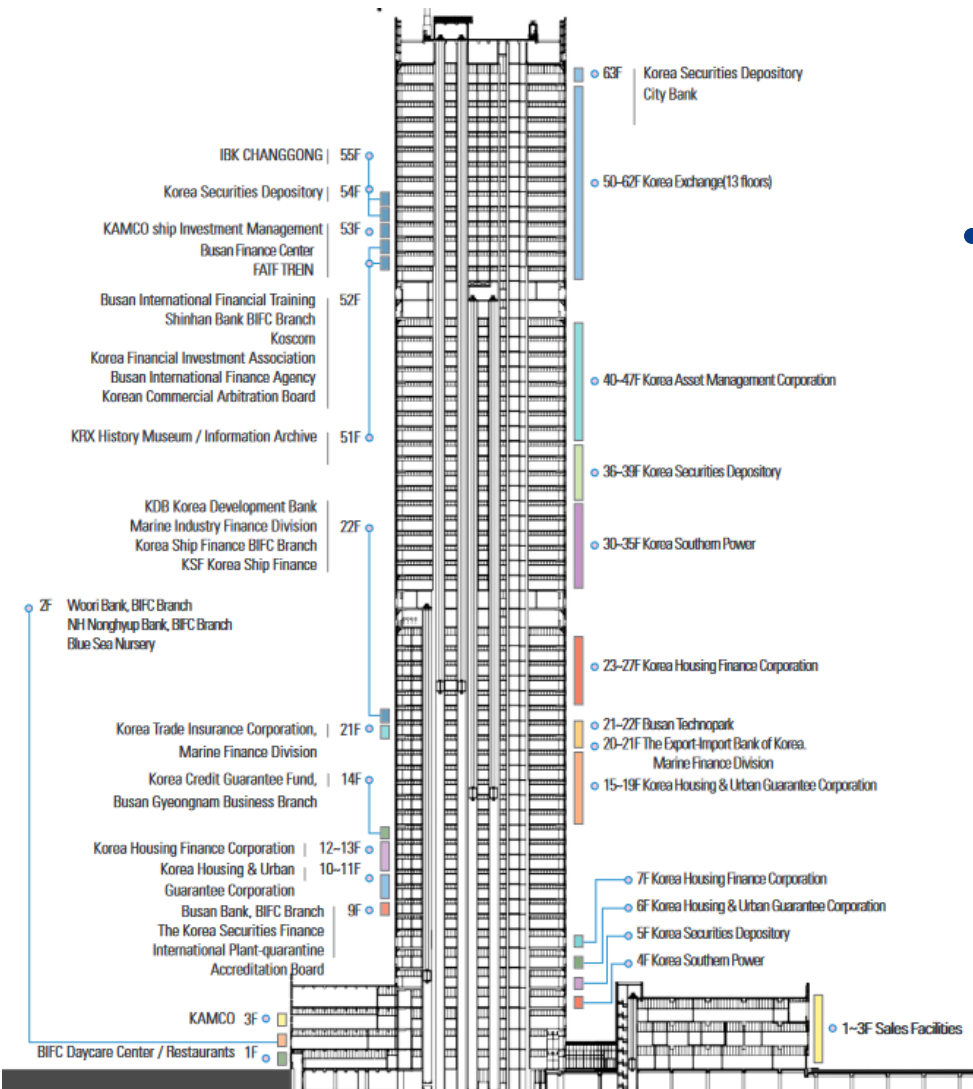 IBK CHANGGONG | 55F
Korea Securities Depository | 54F
KAMCO ship Investment Management | 53F
Busan Finance Center
FATF TREIN
Busan International Financial Training | 52F
Shinhan Bank BIFC Branch
Koscom
Korea Financial Investment Association
Busan International Finance Agency
Korean Commercial Arbitration Board
KRX History Museum / Information Archive | 51F
KDB Korea Development Bank
Marine Industry Finance Division | 22F
Korea Ship Finance BIFC Branch
KSF Korea Ship Finance
2F Woori Bank, BIFC Branch
NH Nonghyup Bank, BIFC Branch
Blue Sea Nursery
Korea Trade Insurance Corporation, | 21F
Marine Finance Division
Korea Credit Guarantee Fund, | 14F
Busan Gyeongnam Business Branch
Korea Housing Finance Corporation | 12~13F
Korea Housing & Urban | 10~11F
Guarantee Corporation
Busan Bank, BIFC Branch | 9F
The Korea Securities Finance
International Plant-quarantine
Accreditation Board
KAMCO 3F
BIFC Daycare Center / Restaurants 1F
63F | Korea Securities Depository
City Bank
50~62F Korea Exchange(13 floors)
40~47F Korea Asset Management Corporation
36~39F Korea Securities Depository
30~35F Korea Southern Power
23~27F Korea Housing Finance Corporation
21~22F Busan Technopark
20~21F The Export-Import Bank of Korea.
Marine Finance Division
15~19F Korea Housing & Urban Guarantee Corporation
7F Korea Housing Finance Corporation
6F Korea Housing & Urban Guarantee Corporation
5F Korea Securities Depository
4F Korea Southern Power
1~3F Sales Facilities